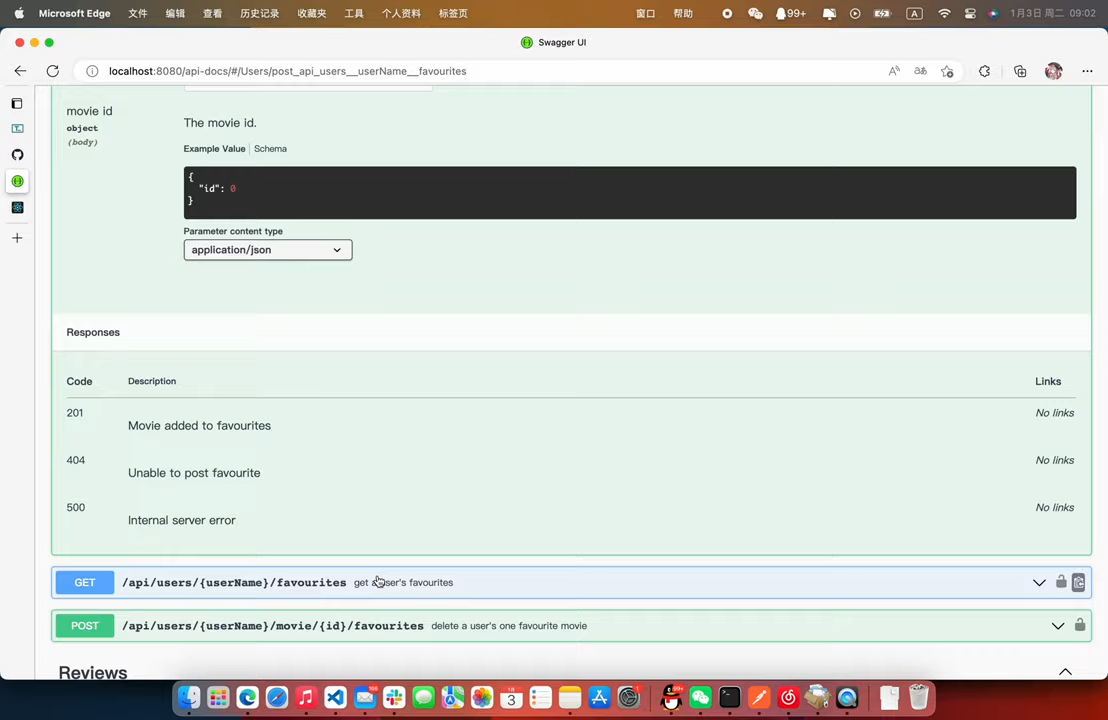 Microsoft Edge 文件 编辑 查看 历史记录 收藏夹 工具 个人资料 标签页 窗口 帮助 99+ A 1月3日 周二 09:02
Swagger UI
localhost:8080/api-docs/#/Users/post_api_users__userName__favourites
movie id
object
(body)
The movie id.
Example Value Schema
{
"id": 0
}
Parameter content type
application/json
Responses
Code Description Links
201 Movie added to favourites No links
404 Unable to post favourite No links
500 Internal server error No links
GET /api/users/{userName}/favourites get a user's favourites
POST /api/users/{userName}/movie/{id}/favourites delete a user's one favourite movie
Reviews